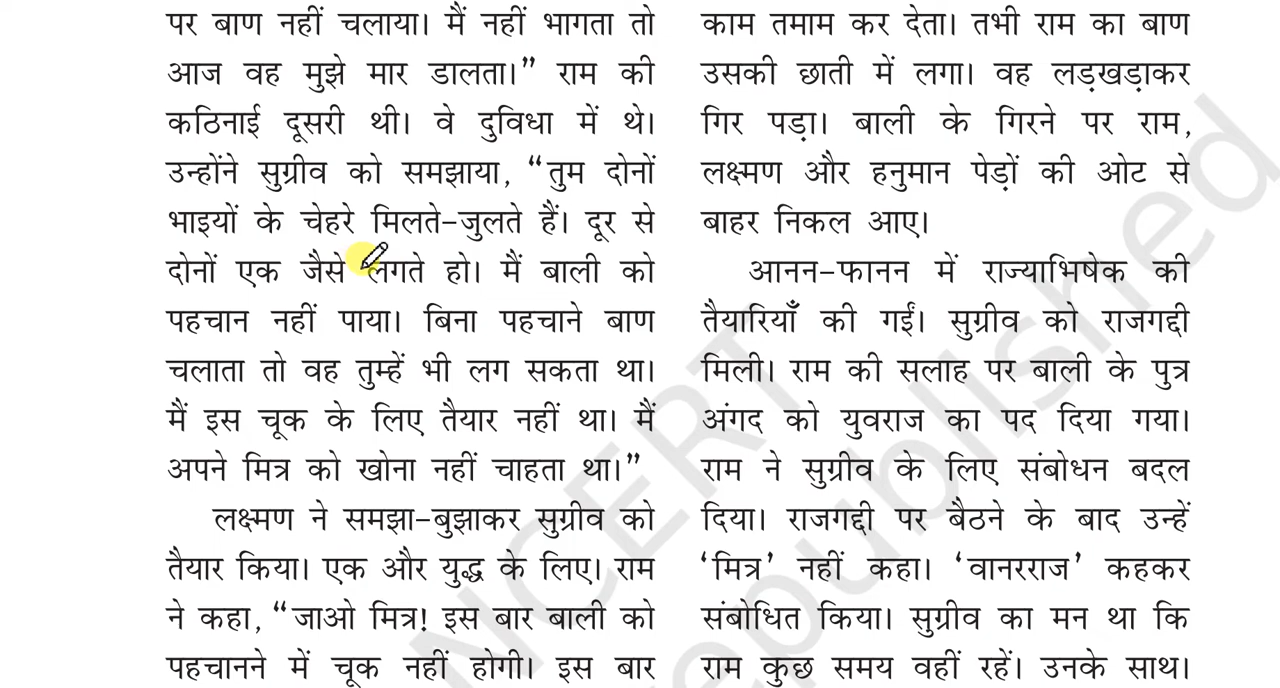 पर बाण नहीं चलाया। मैं नहीं भागता तो
आज वह मुझे मार डालता।” राम की
कठिनाई दूसरी थी। वे दुविधा में थे।
उन्होंने सुग्रीव को समझाया, “तुम दोनों
भाइयों के चेहरे मिलते-जुलते हैं। दूर से
दोनों एक जैसे लगते हो। मैं बाली को
पहचान नहीं पाया। बिना पहचाने बाण
चलाता तो वह तुम्हें भी लग सकता था।
मैं इस चूक के लिए तैयार नहीं था। मैं
अपने मित्र को खोना नहीं चाहता था।”
लक्ष्मण ने समझा-बुझाकर सुग्रीव को
तैयार किया। एक और युद्ध के लिए। राम
ने कहा, “जाओ मित्र! इस बार बाली को
पहचानने में चूक नहीं होगी। इस बार
काम तमाम कर देता। तभी राम का बाण
उसकी छाती में लगा। वह लड़खड़ाकर
गिर पड़ा। बाली के गिरने पर राम,
लक्ष्मण और हनुमान पेड़ों की ओट से
बाहर निकल आए।
आनन-फानन में राज्याभिषेक की
तैयारियाँ की गईं। सुग्रीव को राजगद्दी
मिली। राम की सलाह पर बाली के पुत्र
अंगद को युवराज का पद दिया गया।
राम ने सुग्रीव के लिए संबोधन बदल
दिया। राजगद्दी पर बैठने के बाद उन्हें
‘मित्र’ नहीं कहा। ‘वानरराज’ कहकर
संबोधित किया। सुग्रीव का मन था कि
राम कुछ समय वहीं रहें। उनके साथ।
NCERT
republished